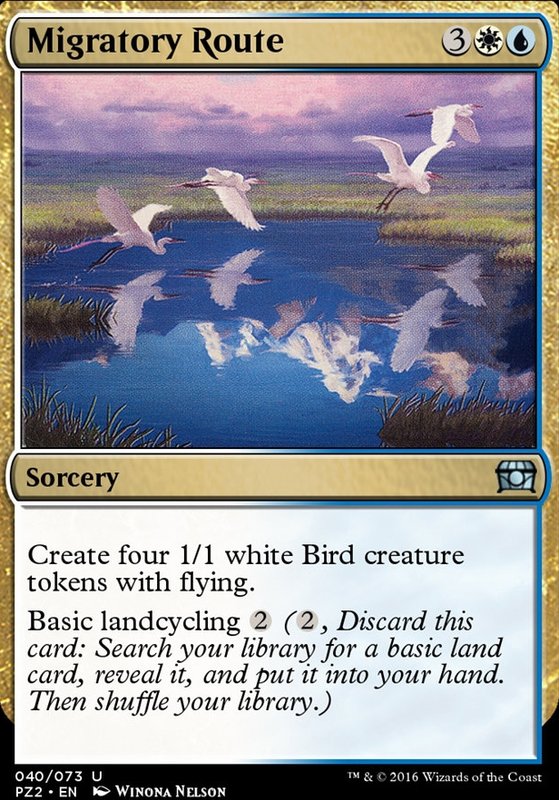 Migratory Route 3
Sorcery
Create four 1/1 white Bird creature
tokens with flying.
Basic landcycling 2 (2, Discard this
card: Search your library for a basic land
card, reveal it, and put it into your hand.
Then shuffle your library.)
040/073 U
PZ2 • EN Winona Nelson
™ & © 2016 Wizards of the Coast